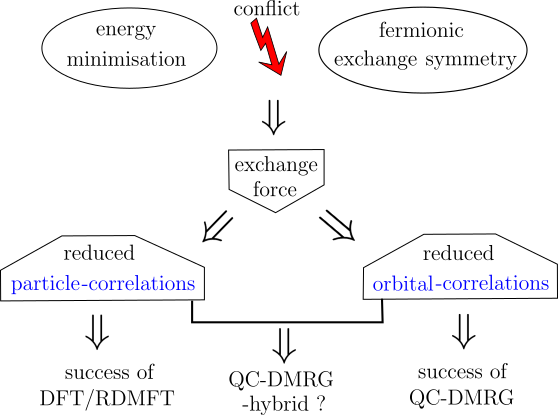 conflict
energy
minimisation
fermionic
exchange symmetry
exchange
force
reduced
particle-correlations
reduced
orbital-correlations
success of
DFT/RDMFT
QC-DMRG
-hybrid ?
success of
QC-DMRG